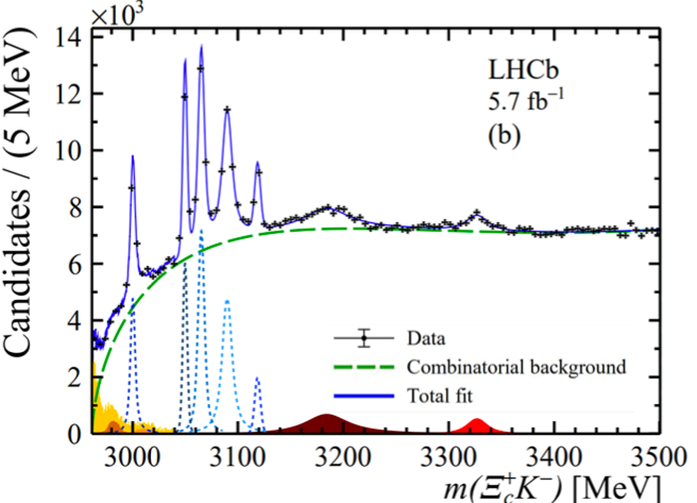 ×10³
14
12
10
8
6
4
2
0
Candidates / (5 MeV)
LHCb
5.7 fb⁻¹
(b)
Data
Combinatorial background
Total fit
3000 3100 3200 3300 3400 3500
m(Ξc⁺K⁻) [MeV]